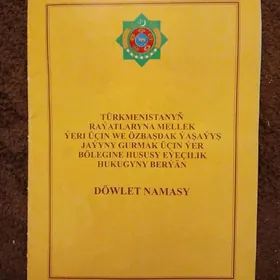 TÜRKMENISTANYŇ
RAÝATLARYNA MELLEK
ÝERI ÜÇIN WE ÖZBAŞDAK ÝAŞAÝYŞ
JAÝYNY GURMAK ÜÇIN ÝER
BÖLEGINE HUSUSY EÝEÇILIK
HUKUGYNY BERÝÄN
DÖWLET NAMASY